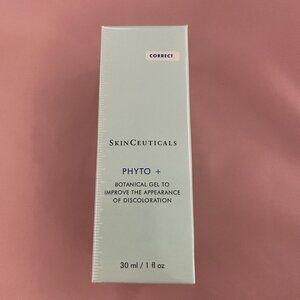 CORRECT
SKINCEUTICALS
PHYTO +
BOTANICAL GEL TO
IMPROVE THE APPEARANCE
OF DISCOLORATION
30 ml / 1 fl oz